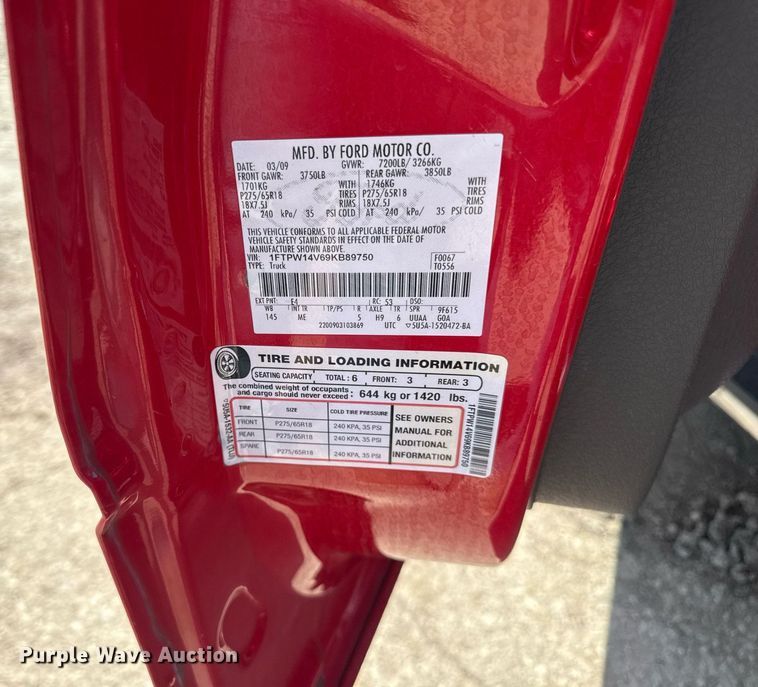 MFD. BY FORD MOTOR CO.
DATE: 03/09 GVWR: 7200LB/ 3266KG
FRONT GAWR: 3750LB REAR GAWR: 3850LB
1701KG WITH 1746KG WITH
P275/65R18 TIRES P275/65R18 TIRES
18X7.5J RIMS 18X7.5J RIMS
AT 240 kPa/ 35 PSI COLD AT 240 kPa/ 35 PSI COLD
THIS VEHICLE CONFORMS TO ALL APPLICABLE FEDERAL MOTOR
VEHICLE SAFETY STANDARDS IN EFFECT ON THE DATE OF
MANUFACTURE SHOWN ABOVE.
VIN: 1FTPW14V69KB89750 F0067
TYPE: Truck T0556
EXT PNT: E4 RC: 53 DSO:
WB INT TR TP/PS R AXLE TR SPR 9F615
145 ME 5 H9 6 UUAA G0A
2200903103869 UTC ▽5U5A-1520472-BA
TIRE AND LOADING INFORMATION
SEATING CAPACITY TOTAL: 6 FRONT: 3 REAR: 3
The combined weight of occupants
and cargo should never exceed: 644 kg or 1420 lbs.
TIRE SIZE COLD TIRE PRESSURE
FRONT P275/65R18 240 KPA, 35 PSI
REAR P275/65R18 240 KPA, 35 PSI
SPARE P275/65R18 240 KPA, 35 PSI
SEE OWNERS
MANUAL FOR
ADDITIONAL
INFORMATION
1FTPW14V69KB89750
Purple Wave Auction